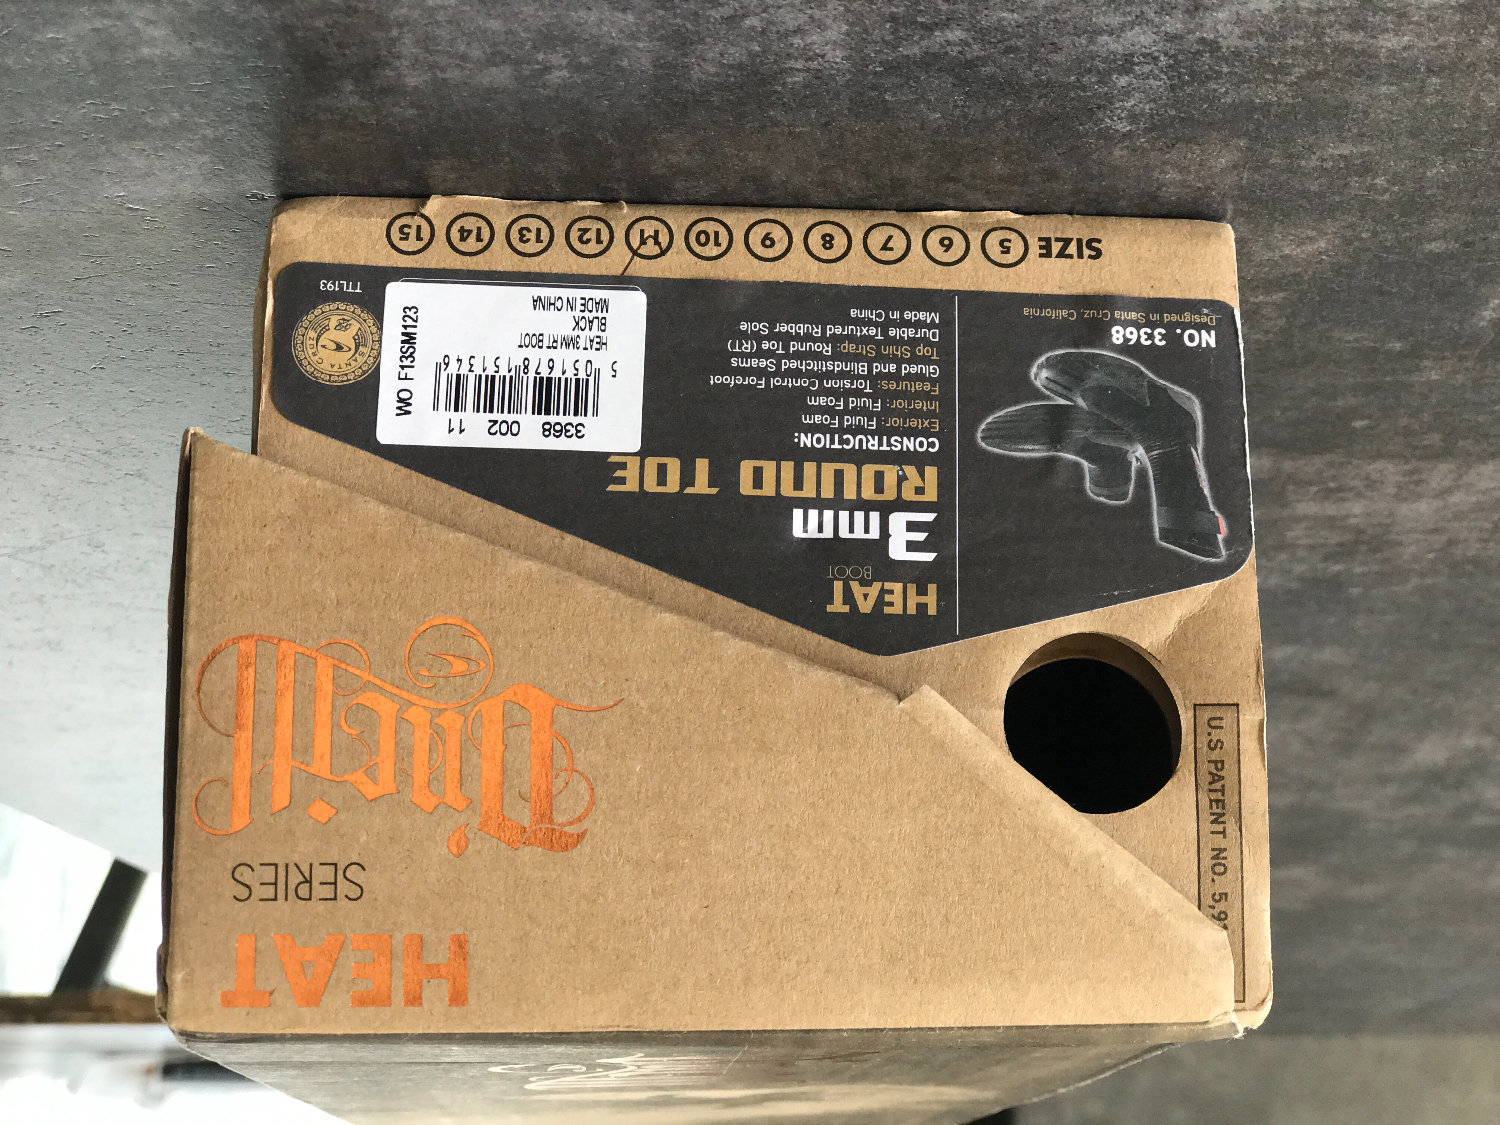 HEAT
SERIES
O'neill
HEAT
BOOT
3mm
ROUND TOE
CONSTRUCTION:
Exterior: Fluid Foam
Interior: Fluid Foam
Features: Torsion Control Forefoot
Glued and Blindstitched Seams
Top Shin Strap: Round Toe (RT)
Durable Textured Rubber Sole
Made in China
NO. 3368
Designed in Santa Cruz, California
3368 002 11
5 051678 151346
HEAT 3MM RT BOOT
BLACK
MADE IN CHINA
WO F13SM123
SANTA CRUZ
TTL193
SIZE 5 6 7 8 9 10 11 12 13 14 15
U.S PATENT NO. 5,9